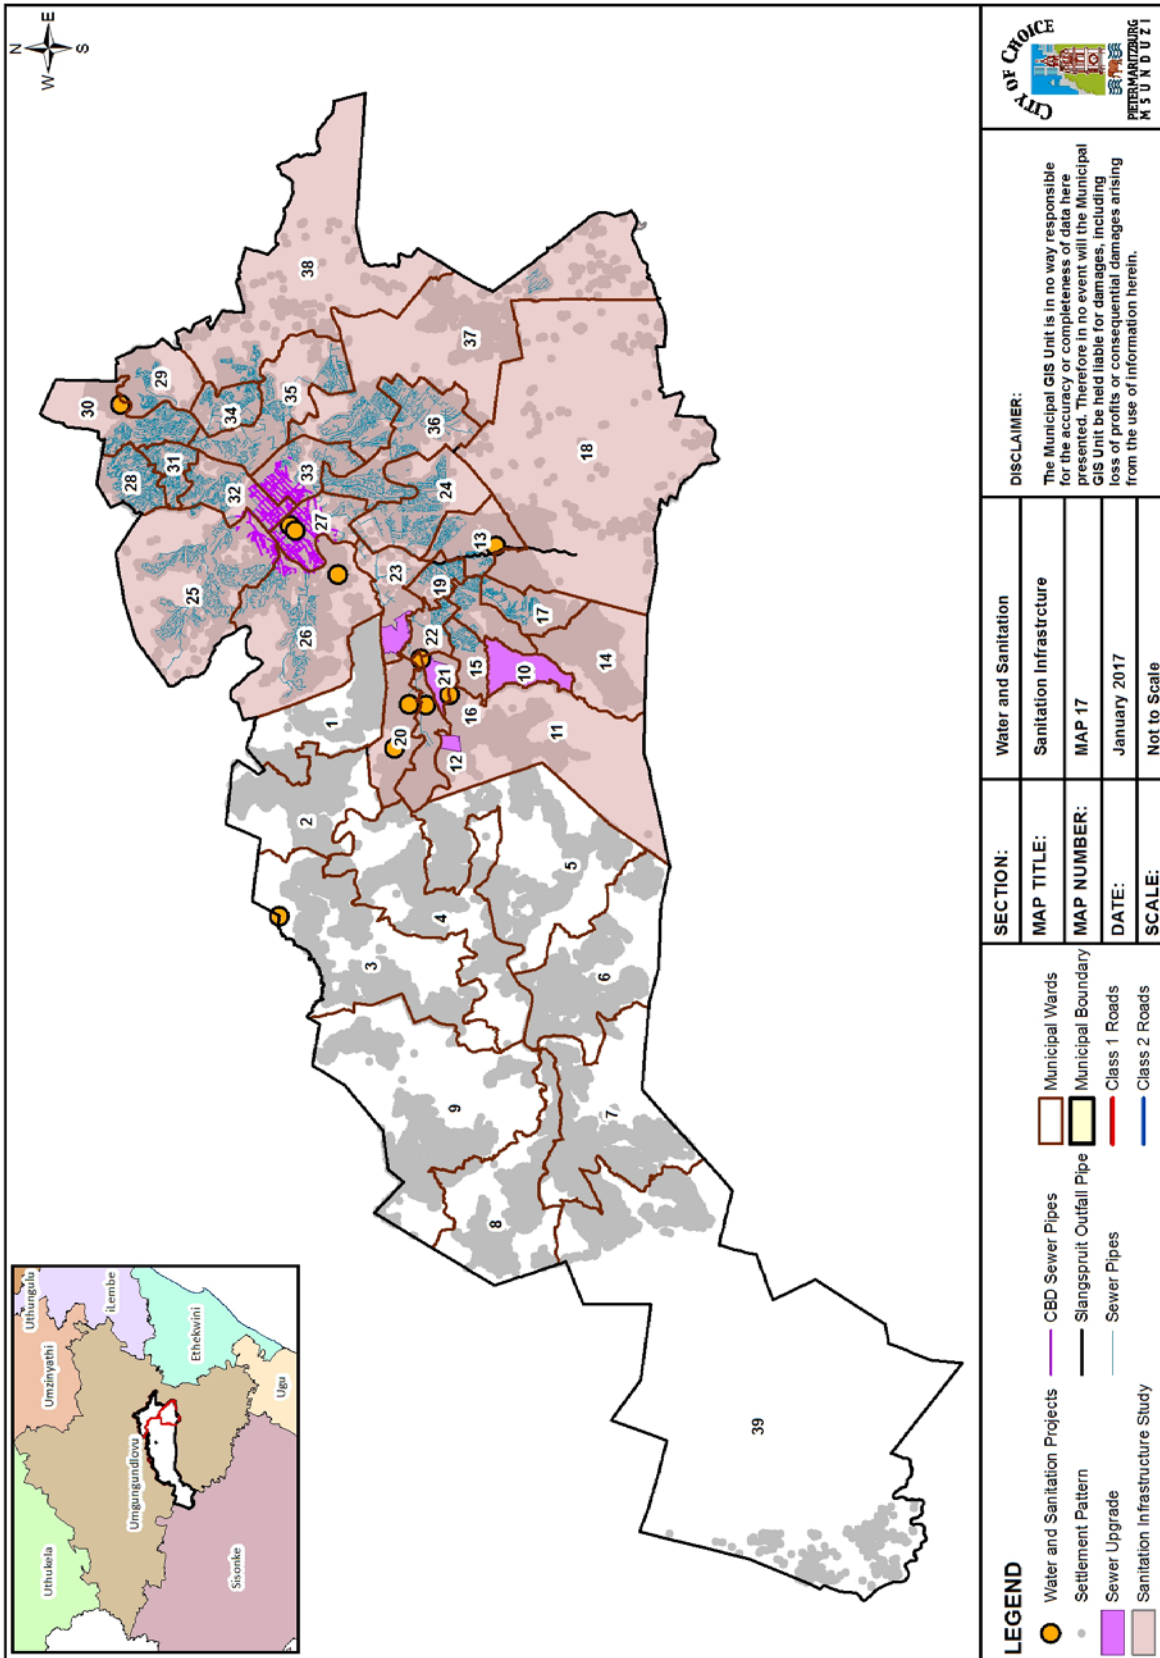 N
W
E
S
Uthukela
Umzinyathi
Uthungulu
iLembe
Umgungundlovu
Ethekwini
Ugu
Sisonke
1
2
3
4
5
6
7
8
9
10
11
12
13
14
15
16
17
18
19
20
21
22
23
24
25
26
27
28
29
30
31
32
33
34
35
36
37
38
39
LEGEND
Water and Sanitation Projects
Settlement Pattern
Sewer Upgrade
Sanitation Infrastructure Study
CBD Sewer Pipes
Slangspruit Outfall Pipe
Sewer Pipes
Municipal Wards
Municipal Boundary
Class 1 Roads
Class 2 Roads
SECTION: Water and Sanitation
MAP TITLE: Sanitation Infrastrcture
MAP NUMBER: MAP 17
DATE: January 2017
SCALE: Not to Scale
DISCLAIMER:
The Municipal GIS Unit is in no way responsible
for the accuracy or completeness of data here
presented. Therefore in no event will the Municipal
GIS Unit be held liable for damages, including
loss of profits or consequential damages arising
from the use of information herein.
CITY OF CHOICE
PIETERMARITZBURG
MSUNDUZI